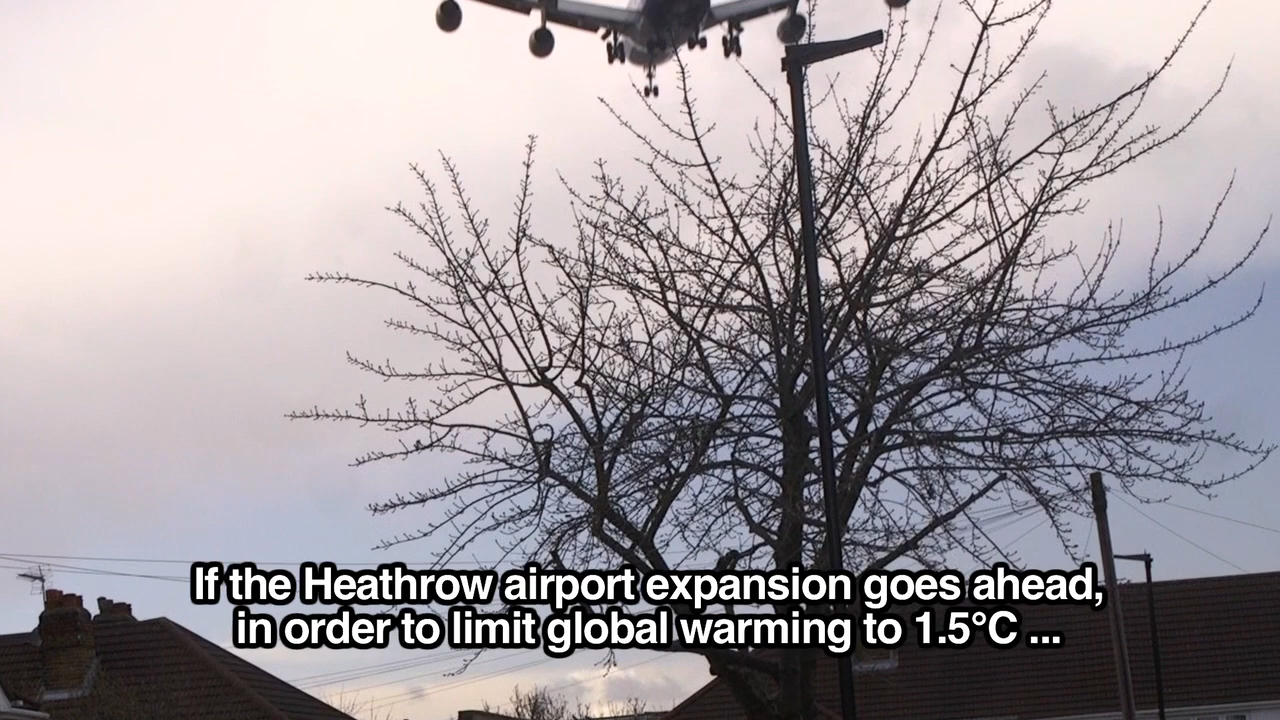 If the Heathrow airport expansion goes ahead,
in order to limit global warming to 1.5°C ...